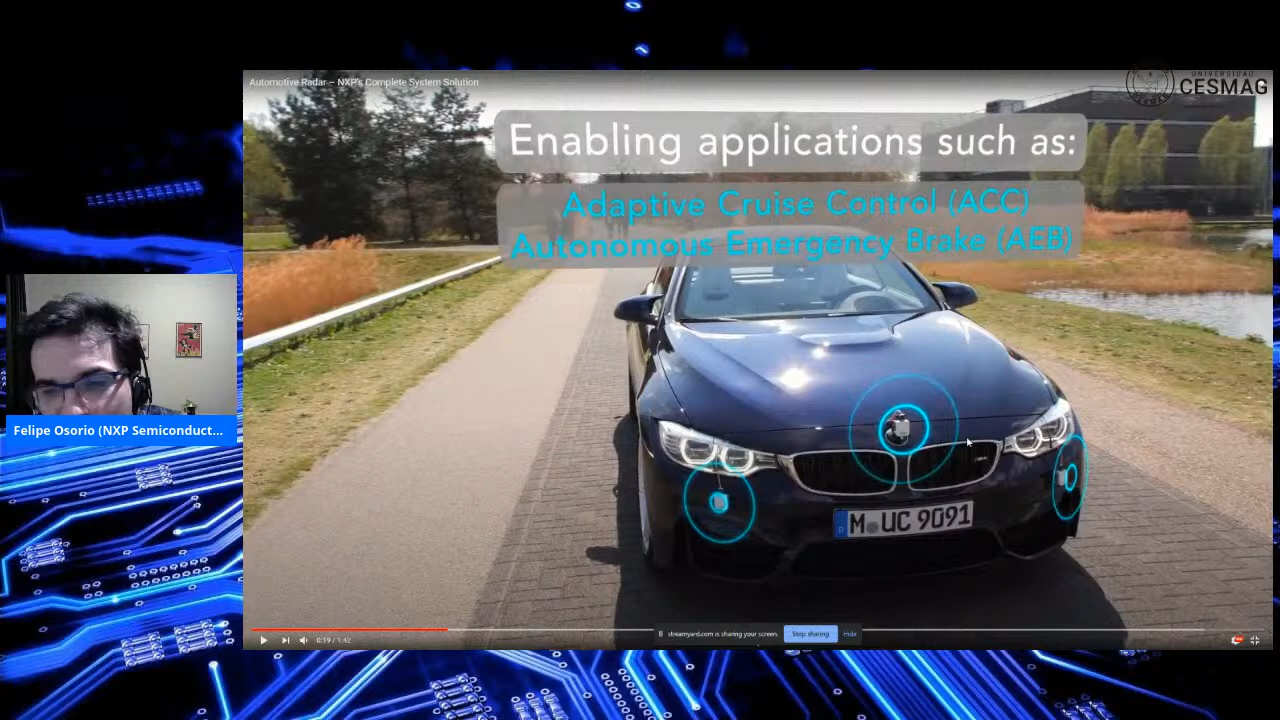 Automotive Radar – NXP's Complete System Solution
UNIVERSIDAD
CESMAG
Enabling applications such as:
Adaptive Cruise Control (ACC)
Autonomous Emergency Brake (AEB)
Felipe Osorio (NXP Semiconduct...
M UC 9091
D
0:19 / 1:42
streamyard.com is sharing your screen.
Stop sharing
Hide